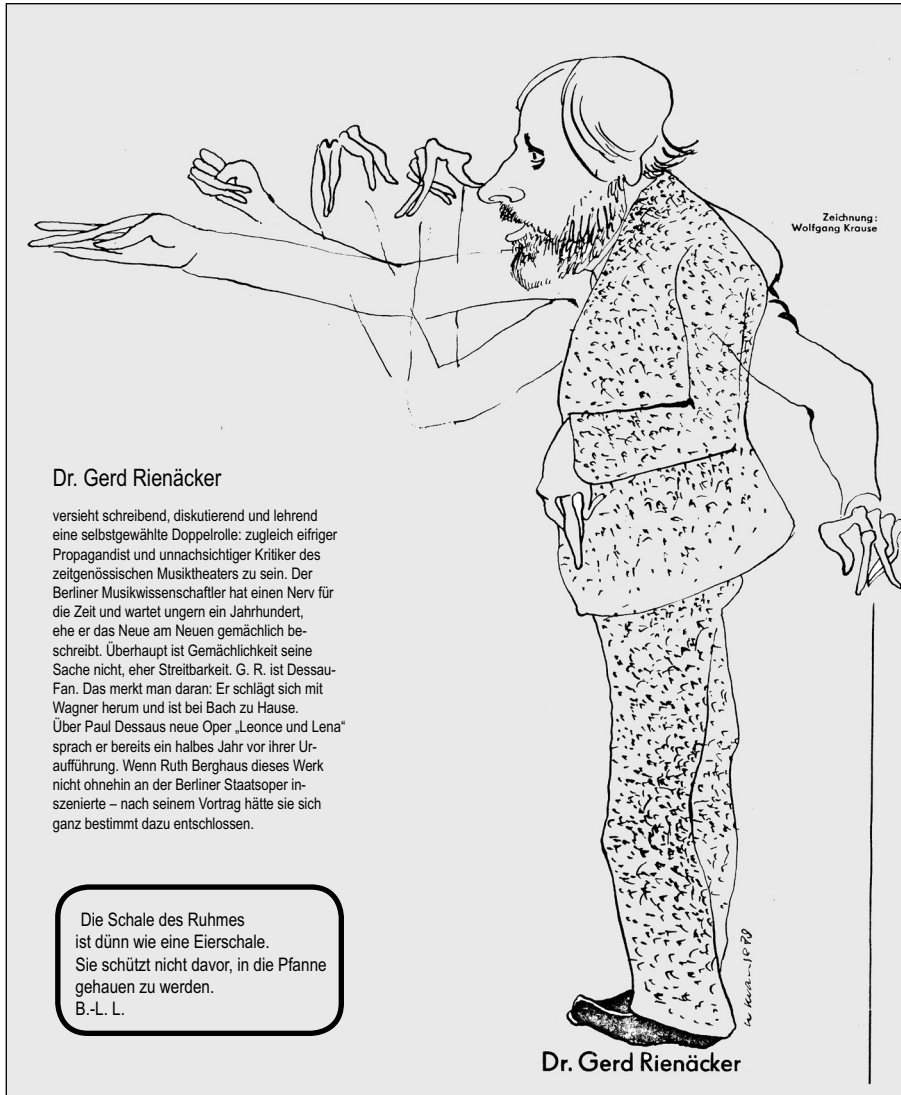 Zeichnung:
Wolfgang Krause
Dr. Gerd Rienäcker
versieht schreibend, diskutierend und lehrend
eine selbstgewählte Doppelrolle: zugleich eifriger
Propagandist und unnachsichtiger Kritiker des
zeitgenössischen Musiktheaters zu sein. Der
Berliner Musikwissenschaftler hat einen Nerv für
die Zeit und wartet ungern ein Jahrhundert,
ehe er das Neue am Neuen gemächlich be-
schreibt. Überhaupt ist Gemächlichkeit seine
Sache nicht, eher Streitbarkeit. G. R. ist Dessau-
Fan. Das merkt man daran: Er schlägt sich mit
Wagner herum und ist bei Bach zu Hause.
Über Paul Dessaus neue Oper „Leonce und Lena“
sprach er bereits ein halbes Jahr vor ihrer Ur-
aufführung. Wenn Ruth Berghaus dieses Werk
nicht ohnehin an der Berliner Staatsoper in-
szenierte – nach seinem Vortrag hätte sie sich
ganz bestimmt dazu entschlossen.
Die Schale des Ruhmes
ist dünn wie eine Eierschale.
Sie schützt nicht davor, in die Pfanne
gehauen zu werden.
B.-L. L.
Dr. Gerd Rienäcker